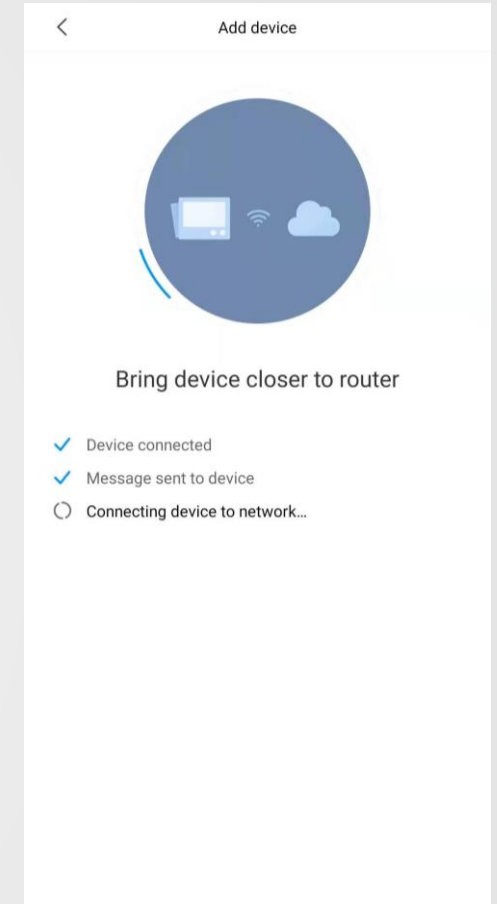 Add device
Bring device closer to router
Device connected
Message sent to device
Connecting device to network...